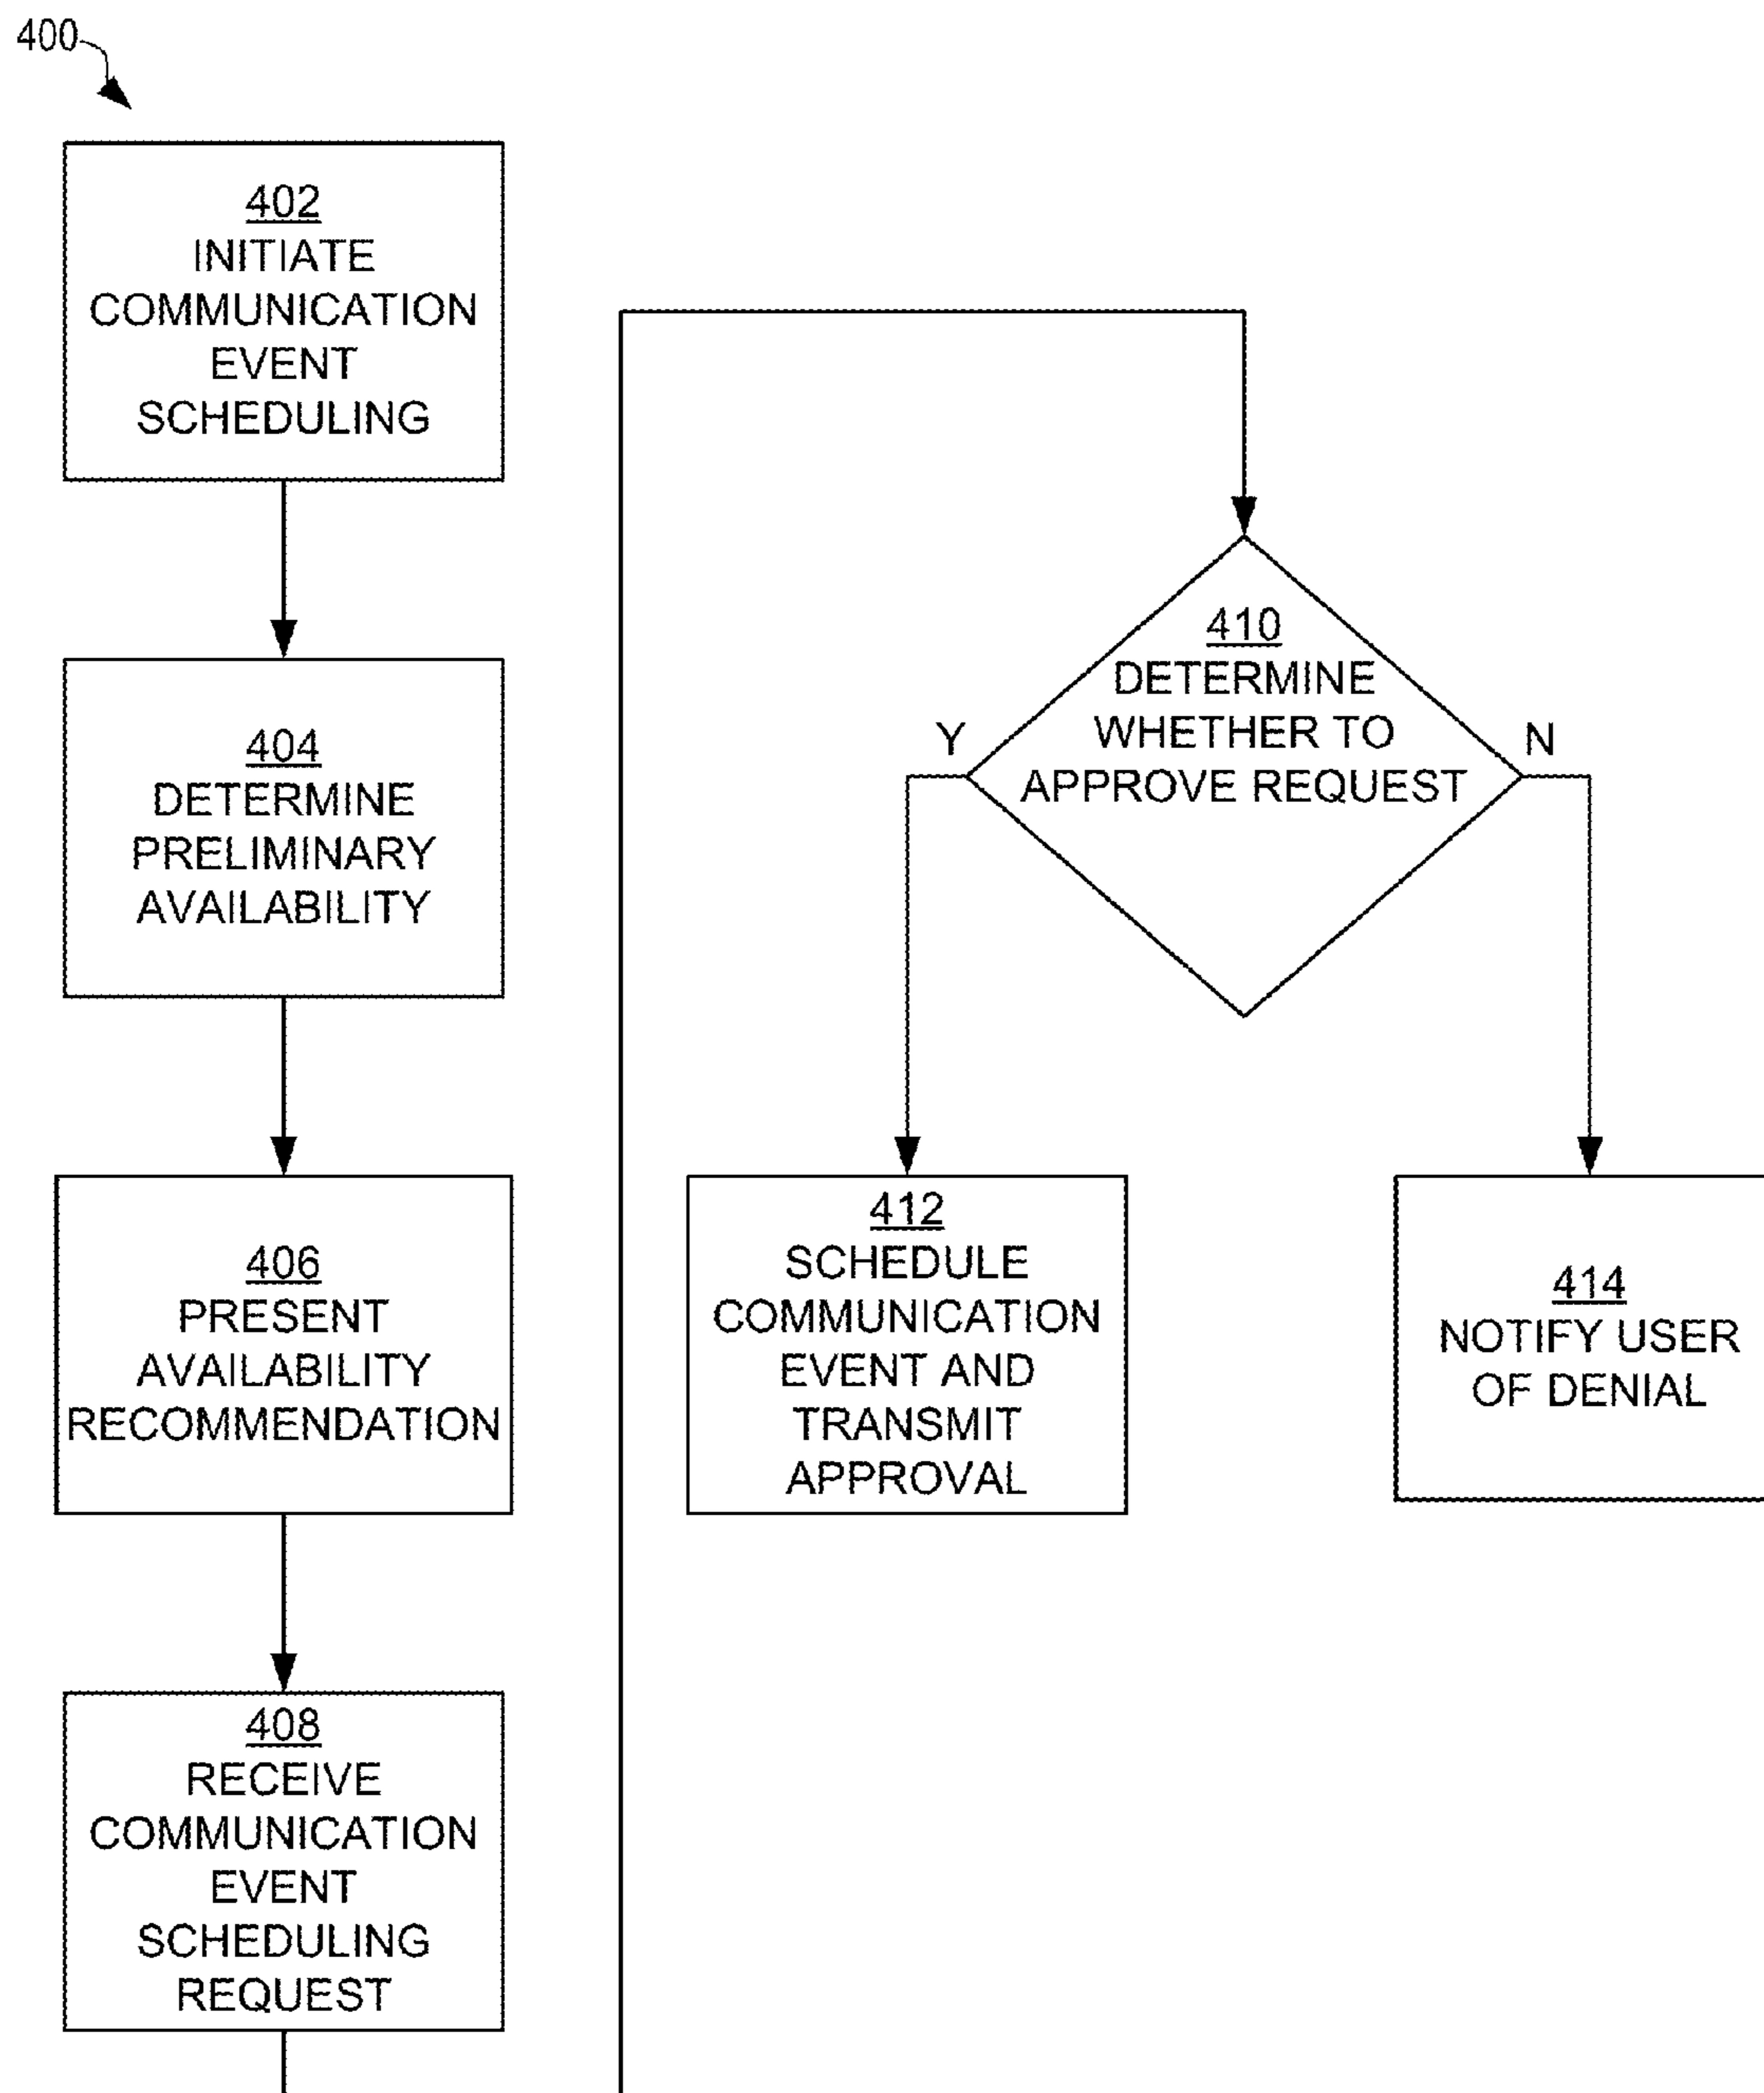 400
402
INITIATE
COMMUNICATION
EVENT
SCHEDULING
404
DETERMINE
PRELIMINARY
AVAILABILITY
406
PRESENT
AVAILABILITY
RECOMMENDATION
408
RECEIVE
COMMUNICATION
EVENT
SCHEDULING
REQUEST
410
DETERMINE
WHETHER TO
APPROVE REQUEST
Y
N
412
SCHEDULE
COMMUNICATION
EVENT AND
TRANSMIT
APPROVAL
414
NOTIFY USER
OF DENIAL